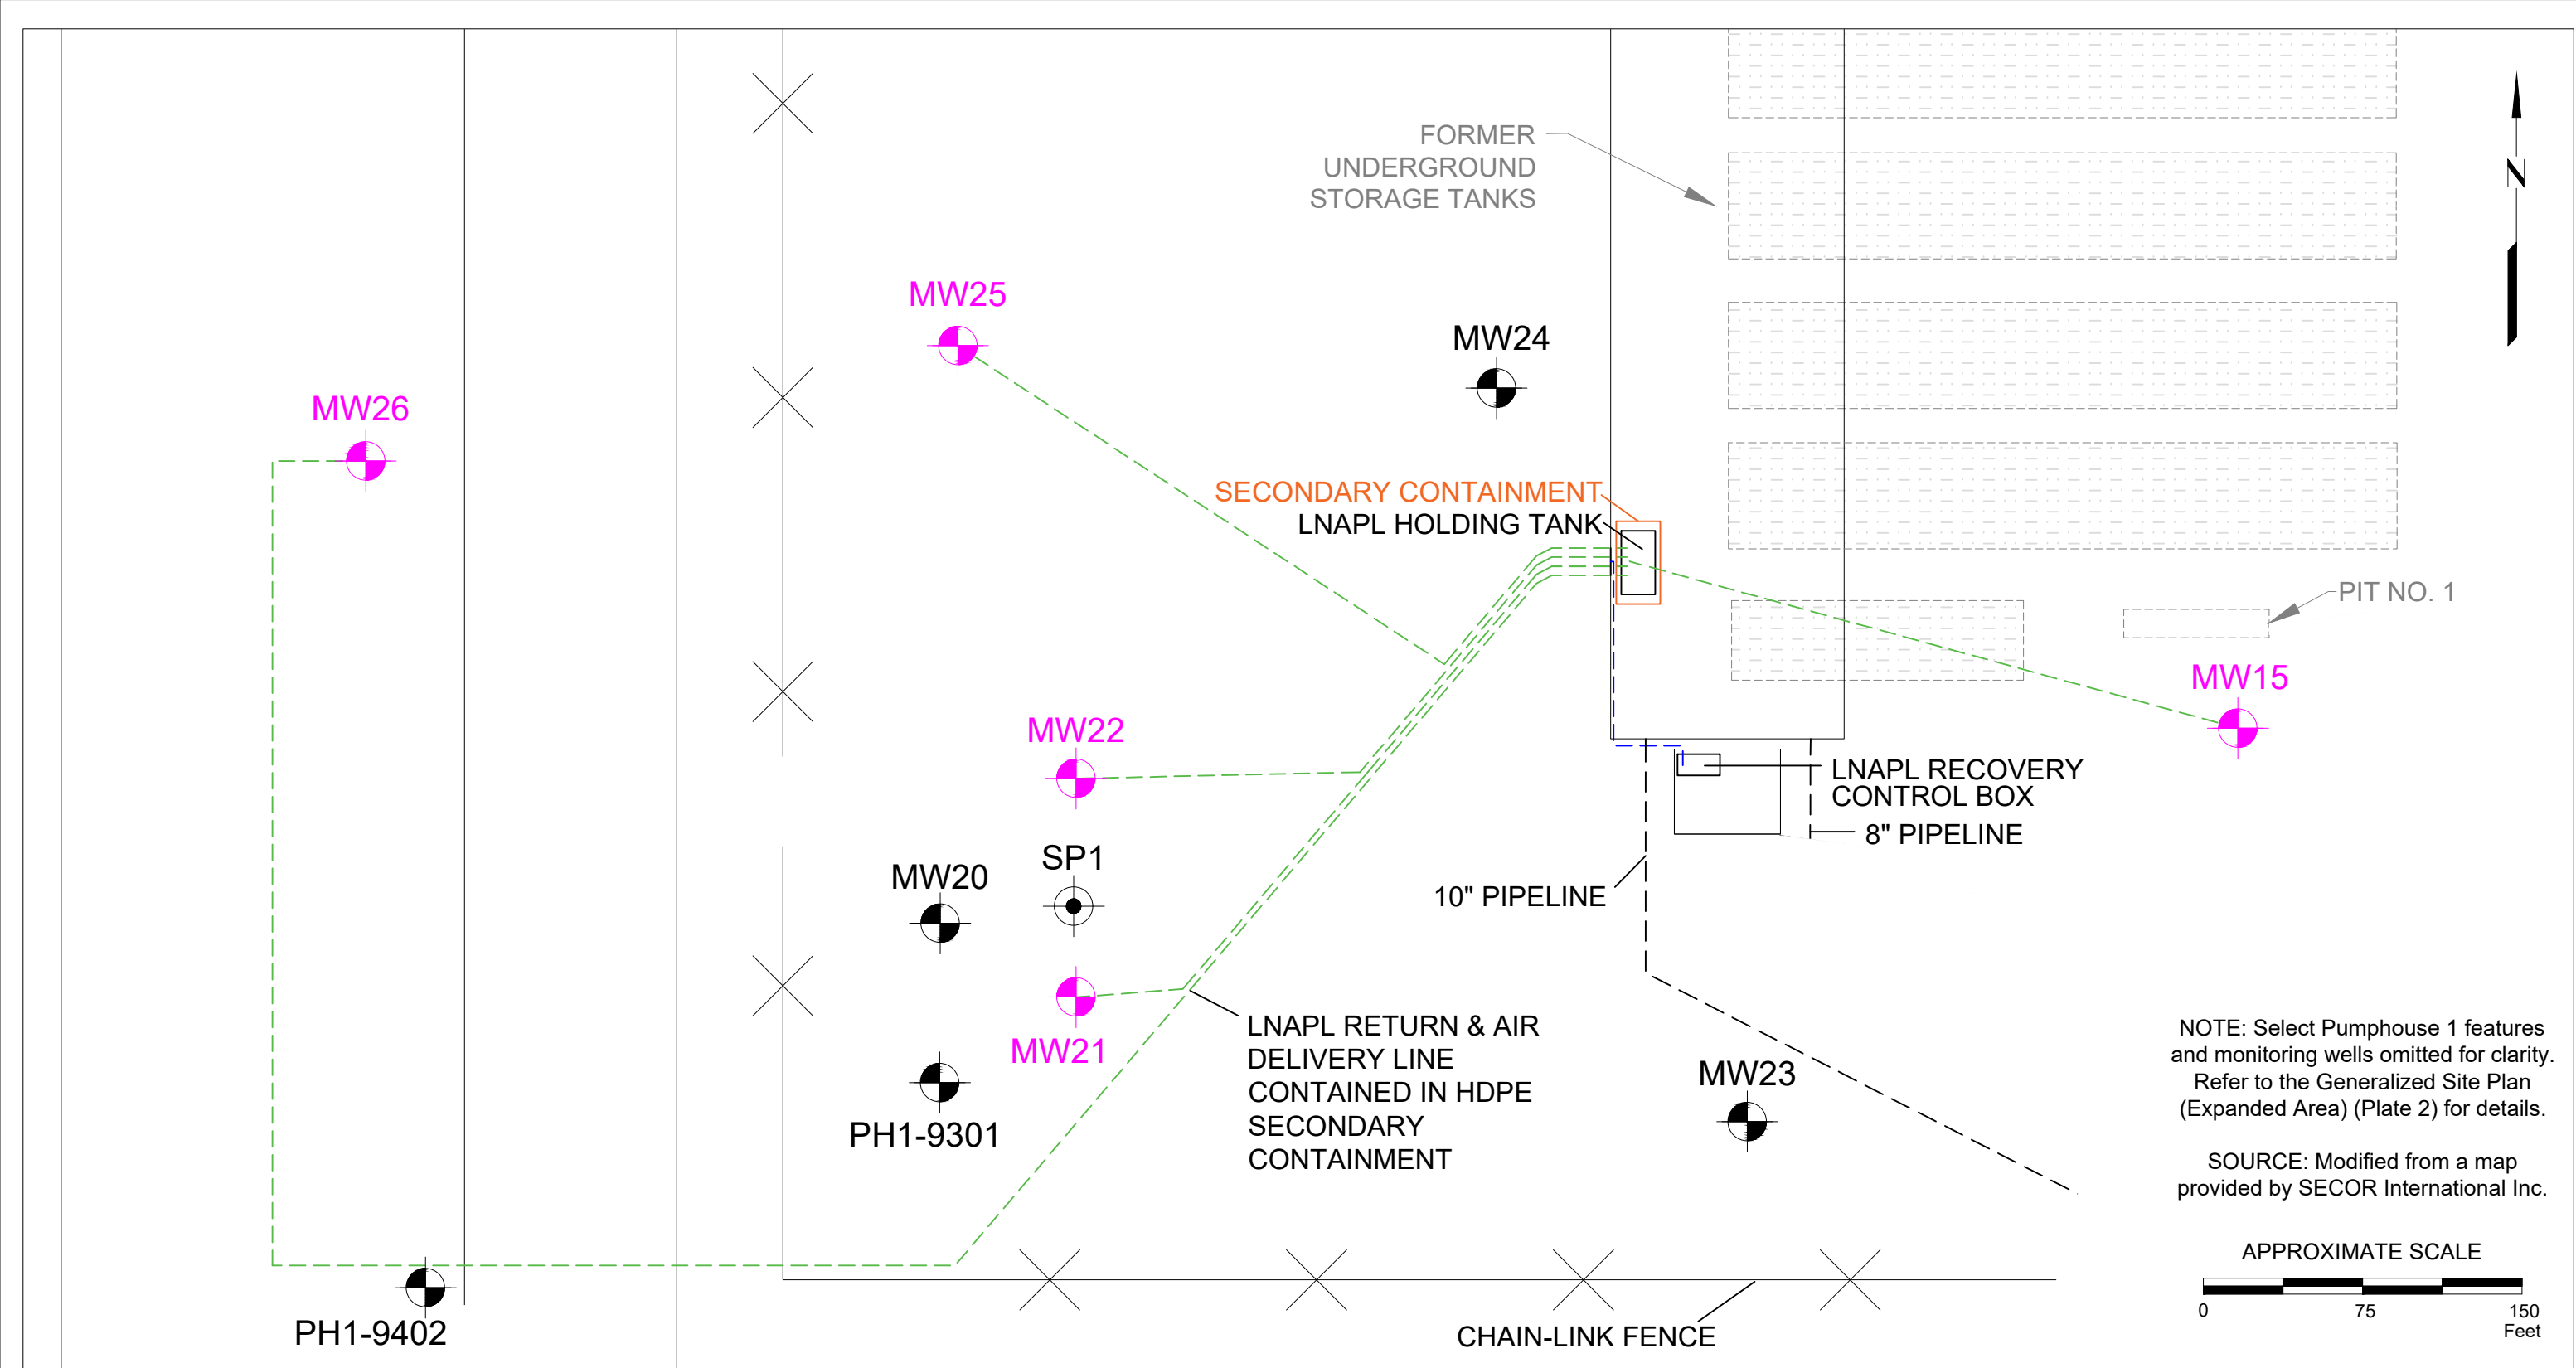 FORMER
UNDERGROUND
STORAGE TANKS
N
MW25
MW24
MW26
SECONDARY CONTAINMENT
LNAPL HOLDING TANK
PIT NO. 1
MW15
MW22
LNAPL RECOVERY
CONTROL BOX
8" PIPELINE
SP1
MW20
10" PIPELINE
MW21
LNAPL RETURN & AIR
DELIVERY LINE
CONTAINED IN HDPE
SECONDARY
CONTAINMENT
MW23
PH1-9301
NOTE: Select Pumphouse 1 features
and monitoring wells omitted for clarity.
Refer to the Generalized Site Plan
(Expanded Area) (Plate 2) for details.
SOURCE: Modified from a map
provided by SECOR International Inc.
APPROXIMATE SCALE
0 75 150
Feet
PH1-9402
CHAIN-LINK FENCE